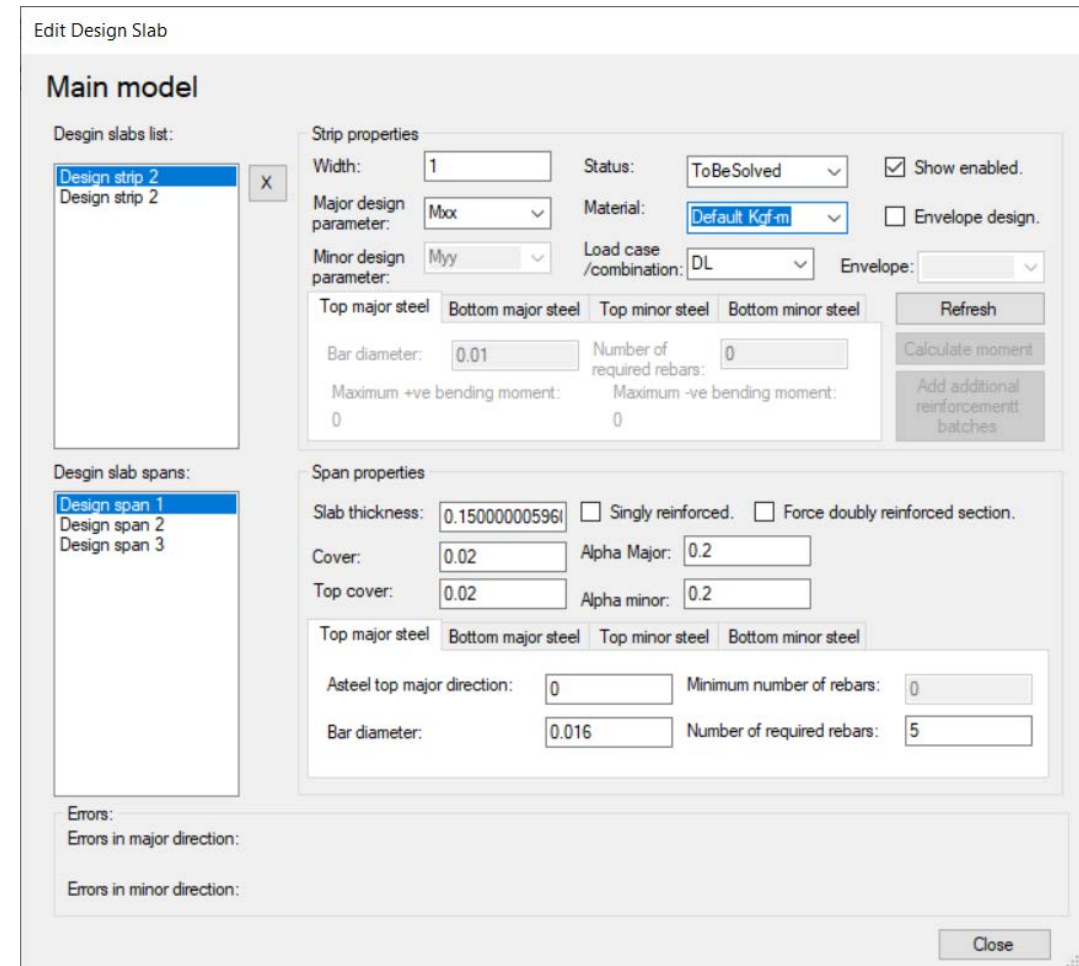 Edit Design Slab
Main model
Desgin slabs list:
Design strip 2
Design strip 2
X
Strip properties
Width: 1
Status: ToBeSolved
Show enabled.
Major design parameter: Mxx
Material: Default Kgf-m
Envelope design.
Minor design parameter: Myy
Load case /combination: DL
Envelope:
Top major steel Bottom major steel Top minor steel Bottom minor steel
Refresh
Bar diameter: 0.01
Number of required rebars: 0
Calculate moment
Maximum +ve bending moment: Maximum -ve bending moment:
0 0
Add additional
reinforcementt
batches
Desgin slab spans:
Design span 1
Design span 2
Design span 3
Span properties
Slab thickness: 0.1500000059604 Singly reinforced. Force doubly reinforced section.
Cover: 0.02 Alpha Major: 0.2
Top cover: 0.02 Alpha minor: 0.2
Top major steel Bottom major steel Top minor steel Bottom minor steel
Asteel top major direction: 0 Minimum number of rebars: 0
Bar diameter: 0.016 Number of required rebars: 5
Errors:
Errors in major direction:
Errors in minor direction:
Close